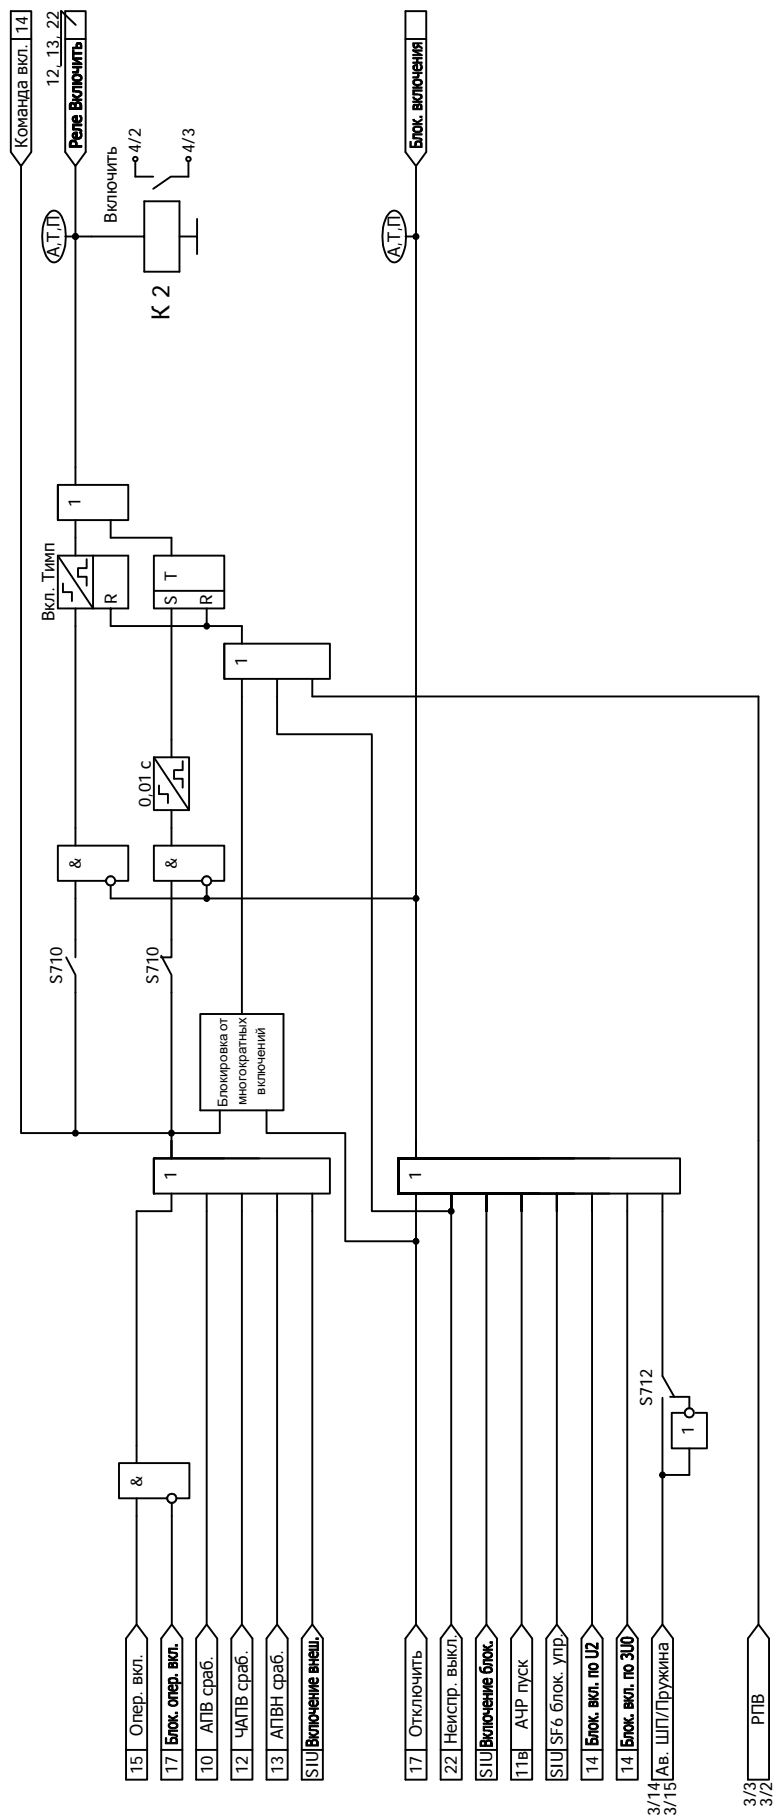 Команда вкл. 14
12, 13, 22
Реле Включить
А,Т,П
Включить
4/2
4/3
К 2
Блок. включения
А,Т,П
1
Вкл. Тимп
R
T
S
R
1
0,01 с
&
&
S710
S710
Блокировка от
многократных
включений
1
1
S712
1
&
15 Опер. вкл.
17 Блок. опер. вкл.
10 АПВ сраб.
12 ЧАПВ сраб.
13 АПВН сраб.
SIU Включение внеш.
17 Отключить
22 Неиспр. выкл.
SIU Включение блок.
11в АЧР пуск
SIU SF6 блок. упр.
14 Блок. вкл. по U2
14 Блок. вкл. по 3U0
3/14
3/15
Ав. ШП/Пружина
3/3
3/2
РПВ